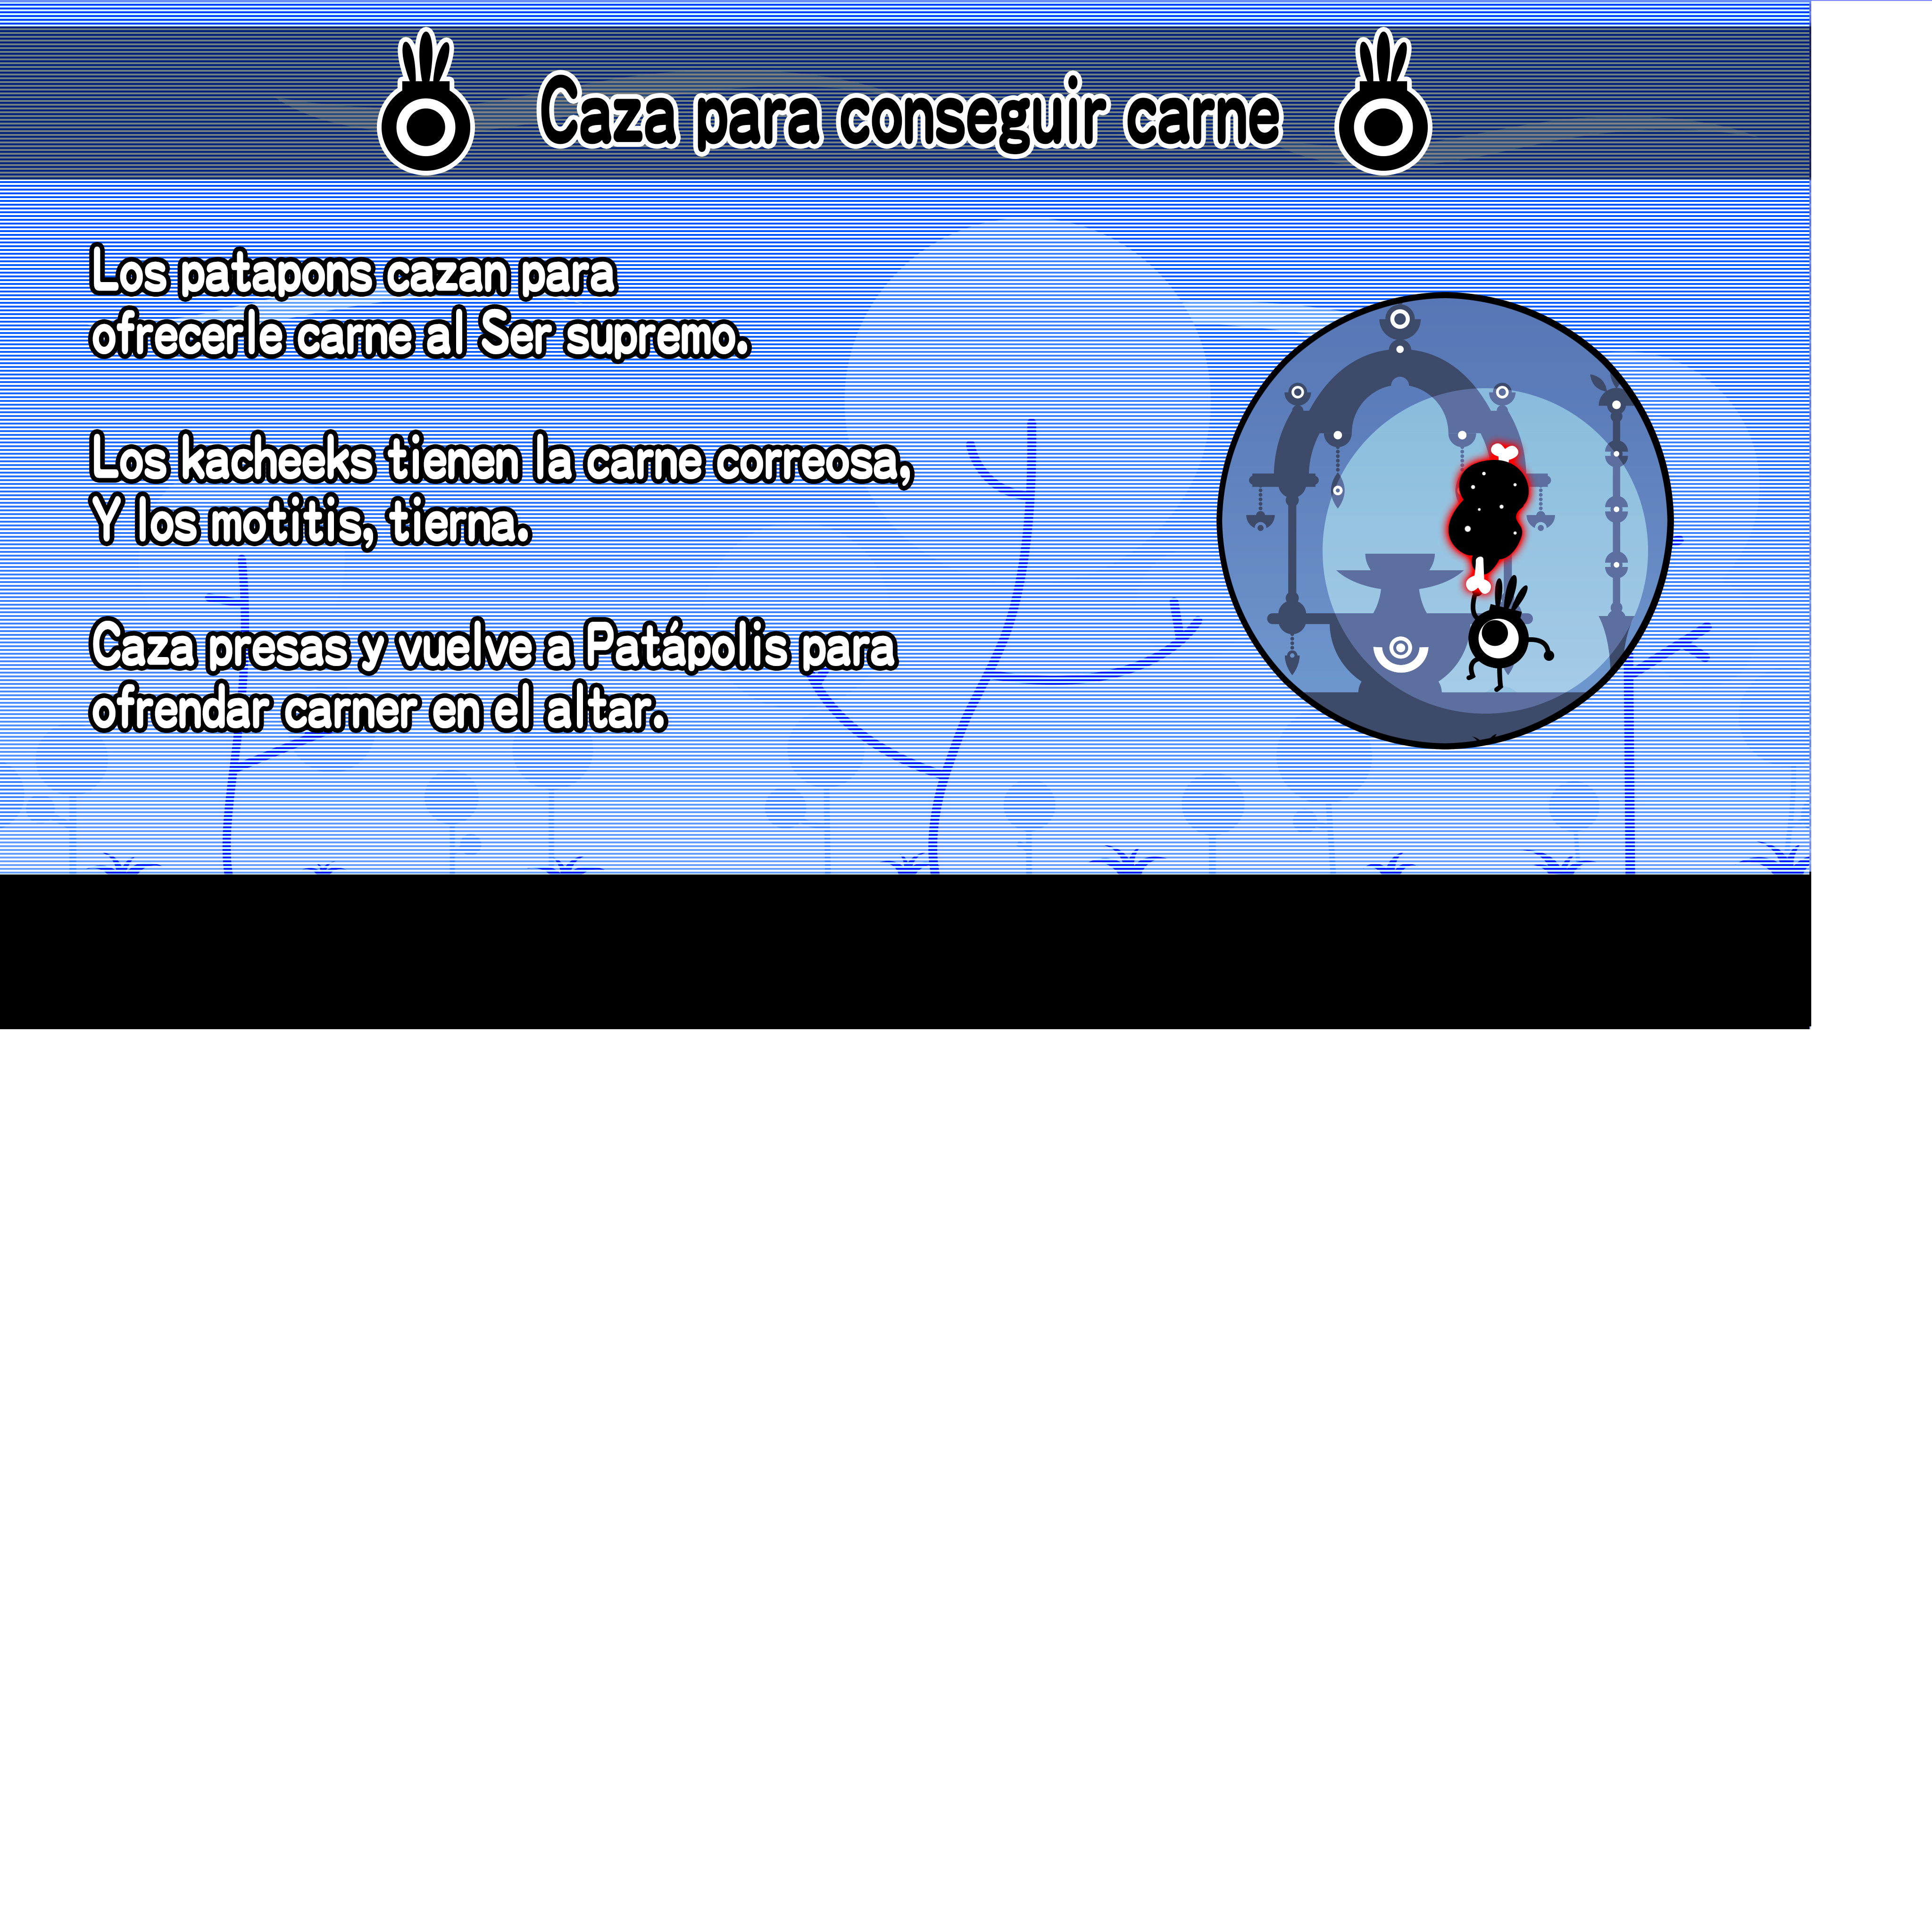 Caza para conseguir carne
Los patapons cazan para
ofrecerle carne al Ser supremo.
Los kacheeks tienen la carne correosa,
Y los motitis, tierna.
Caza presas y vuelve a Patápolis para
ofrendar carner en el altar.